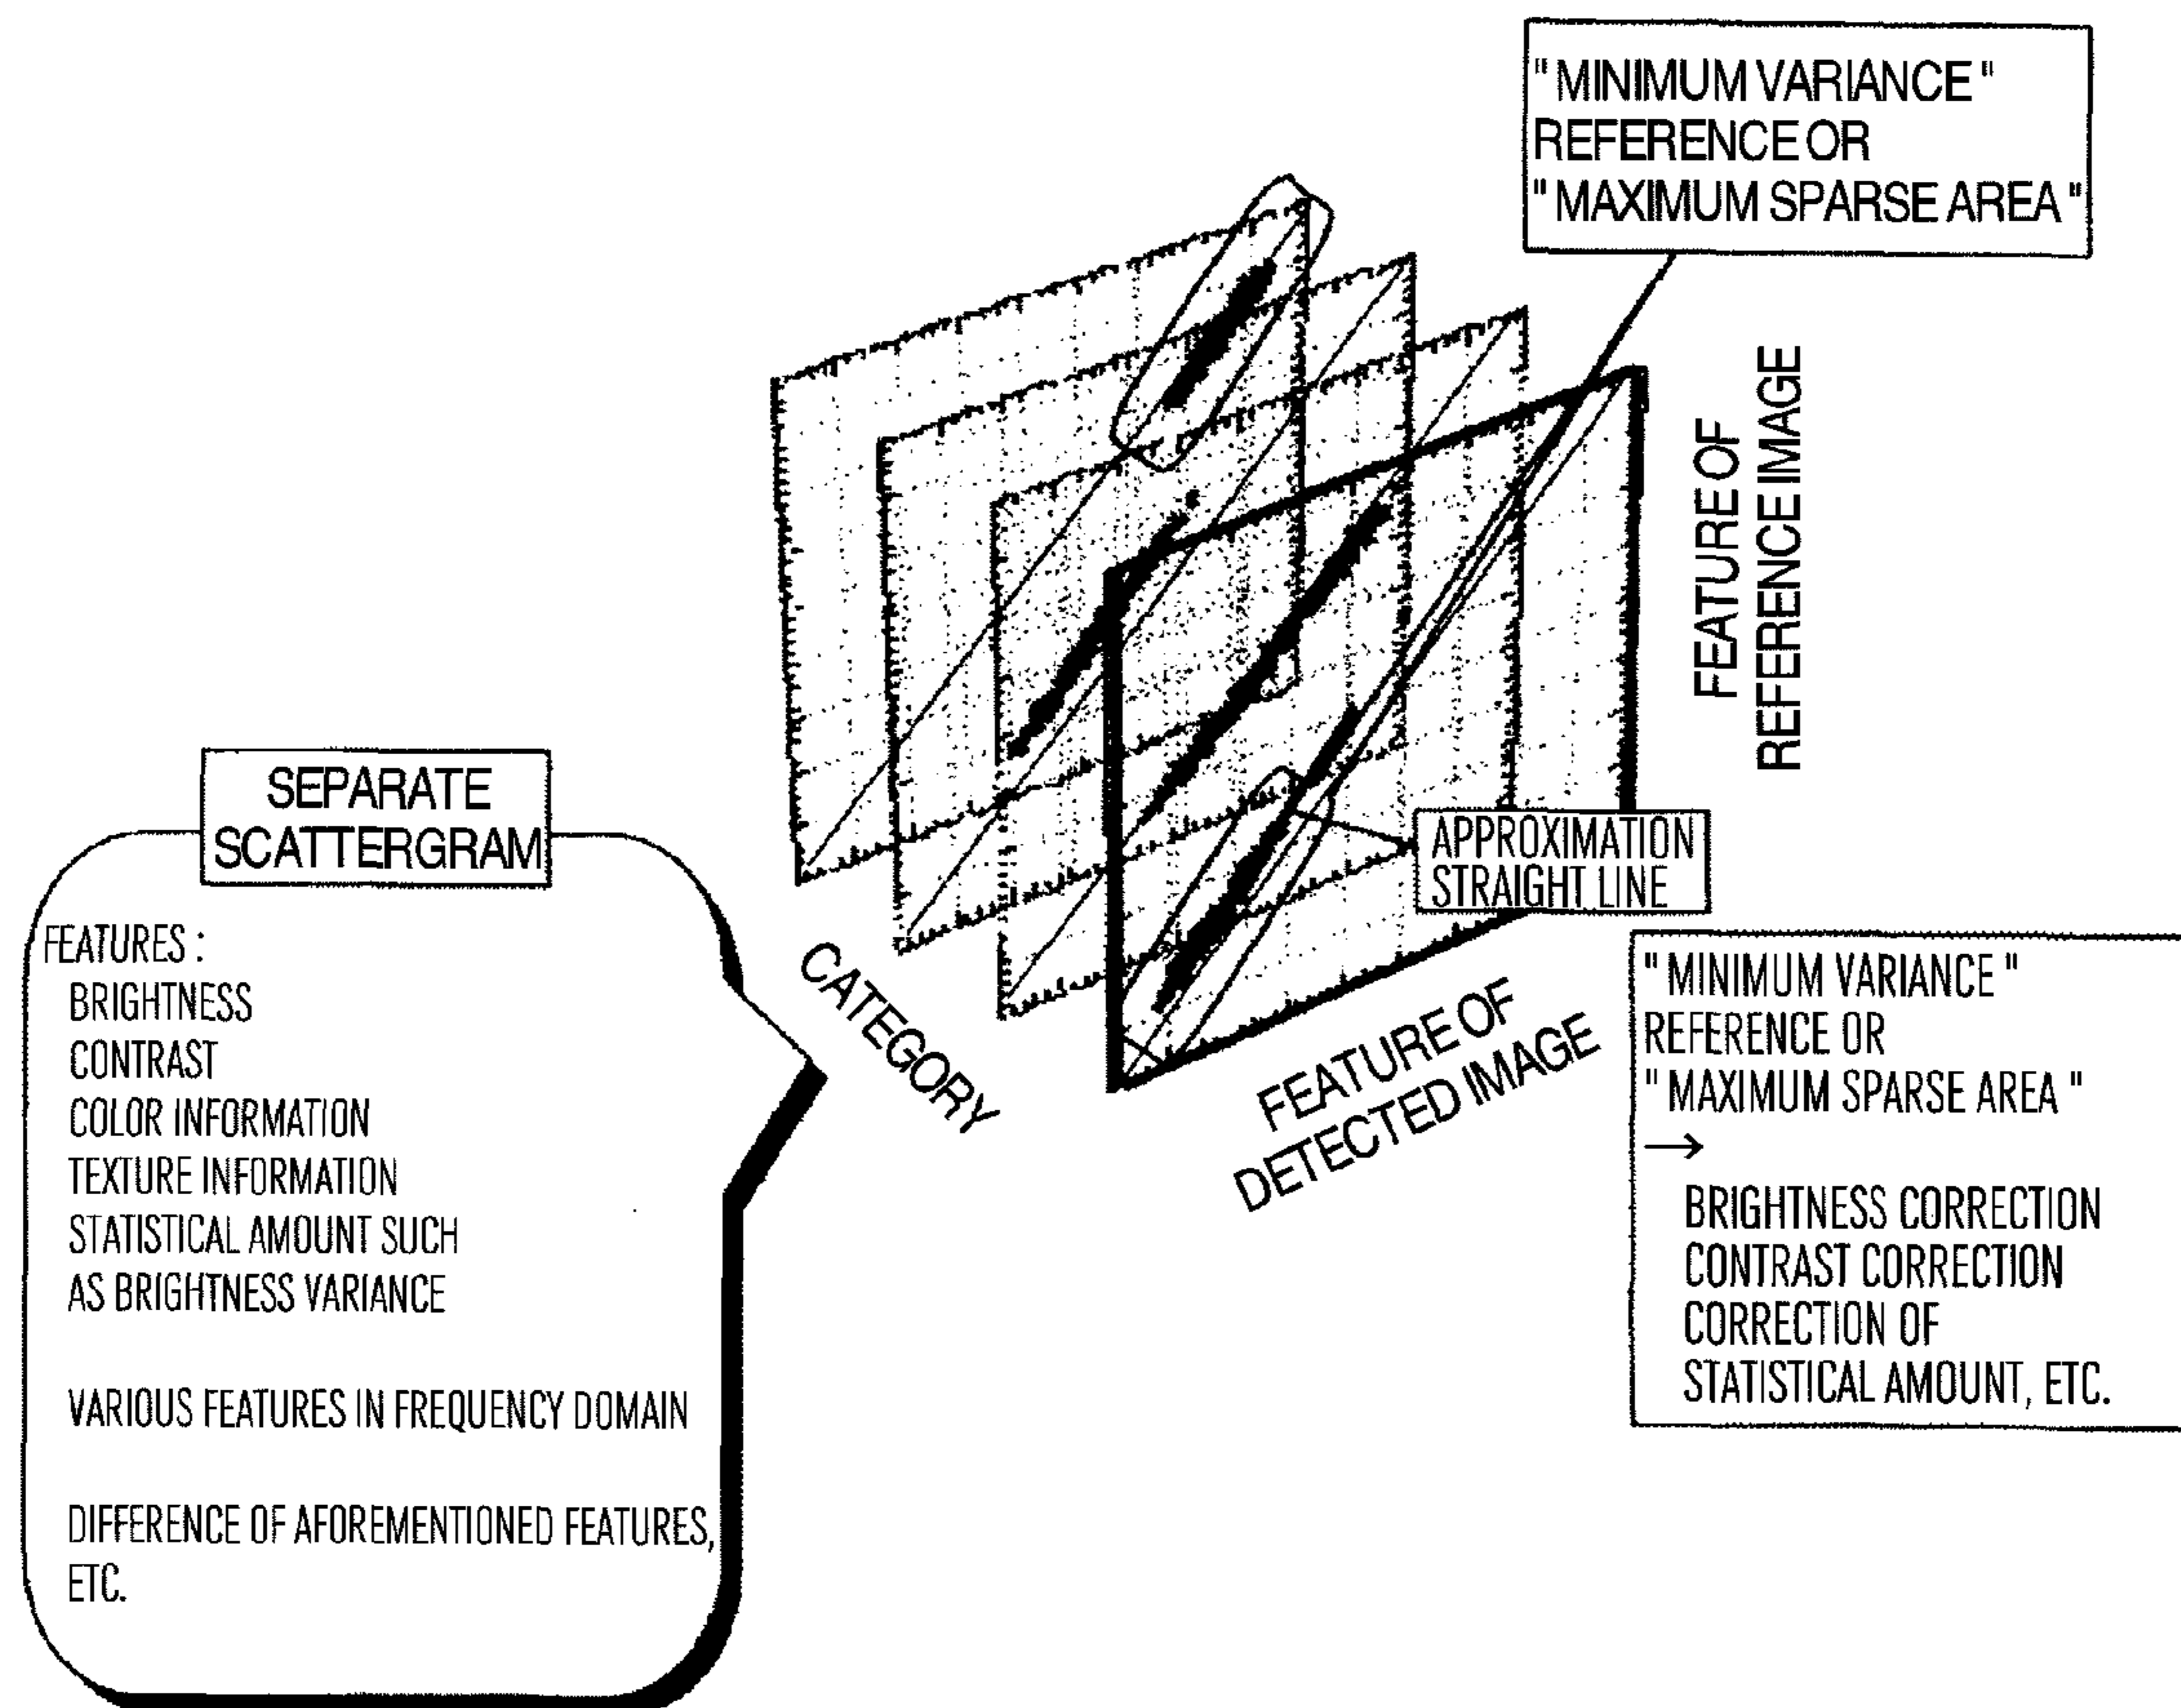 " MINIMUM VARIANCE "
REFERENCE OR
" MAXIMUM SPARSE AREA "
FEATURE OF
REFERENCE IMAGE
SEPARATE
SCATTERGRAM
FEATURES :
BRIGHTNESS
CONTRAST
COLOR INFORMATION
TEXTURE INFORMATION
STATISTICAL AMOUNT SUCH
AS BRIGHTNESS VARIANCE
VARIOUS FEATURES IN FREQUENCY DOMAIN
DIFFERENCE OF AFOREMENTIONED FEATURES,
ETC.
CATEGORY
FEATURE OF
DETECTED IMAGE
APPROXIMATION
STRAIGHT LINE
" MINIMUM VARIANCE "
REFERENCE OR
" MAXIMUM SPARSE AREA "
→
BRIGHTNESS CORRECTION
CONTRAST CORRECTION
CORRECTION OF
STATISTICAL AMOUNT, ETC.